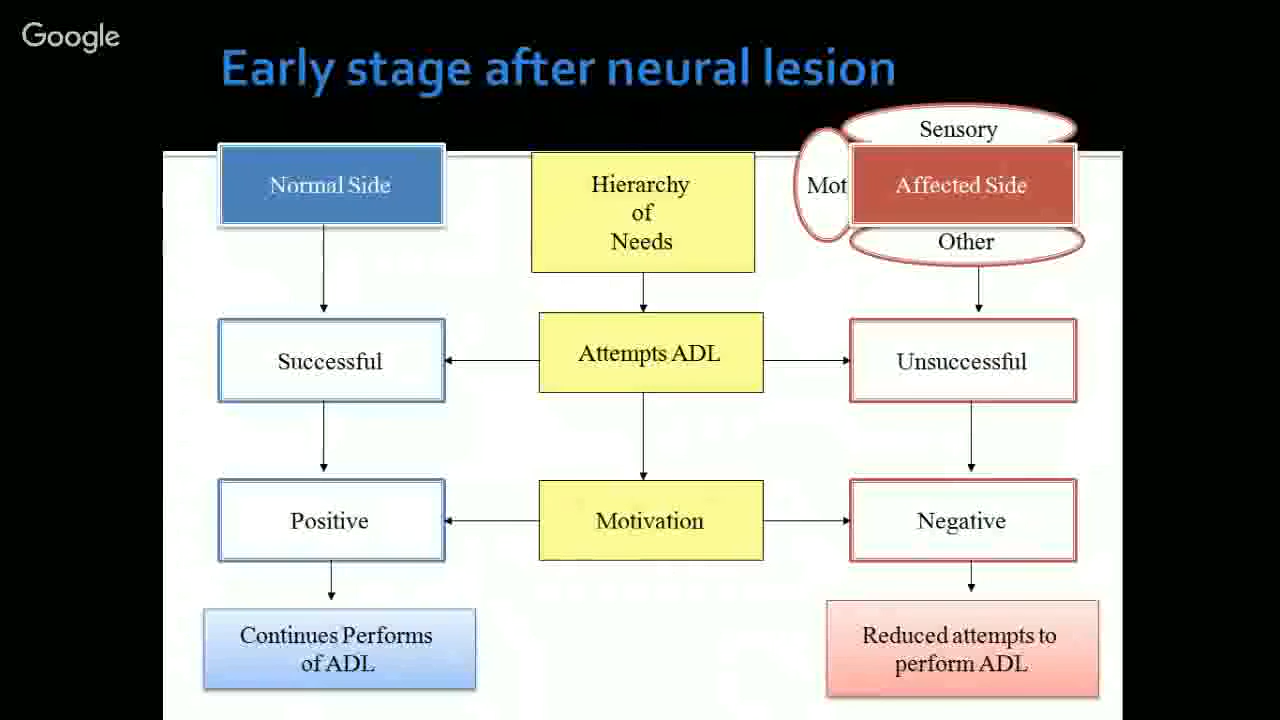 Google
Early stage after neural lesion
Sensory
Normal Side
Hierarchy
of
Needs
Mot
Affected Side
Other
Successful
Attempts ADL
Unsuccessful
Positive
Motivation
Negative
Continues Performs
of ADL
Reduced attempts to
perform ADL